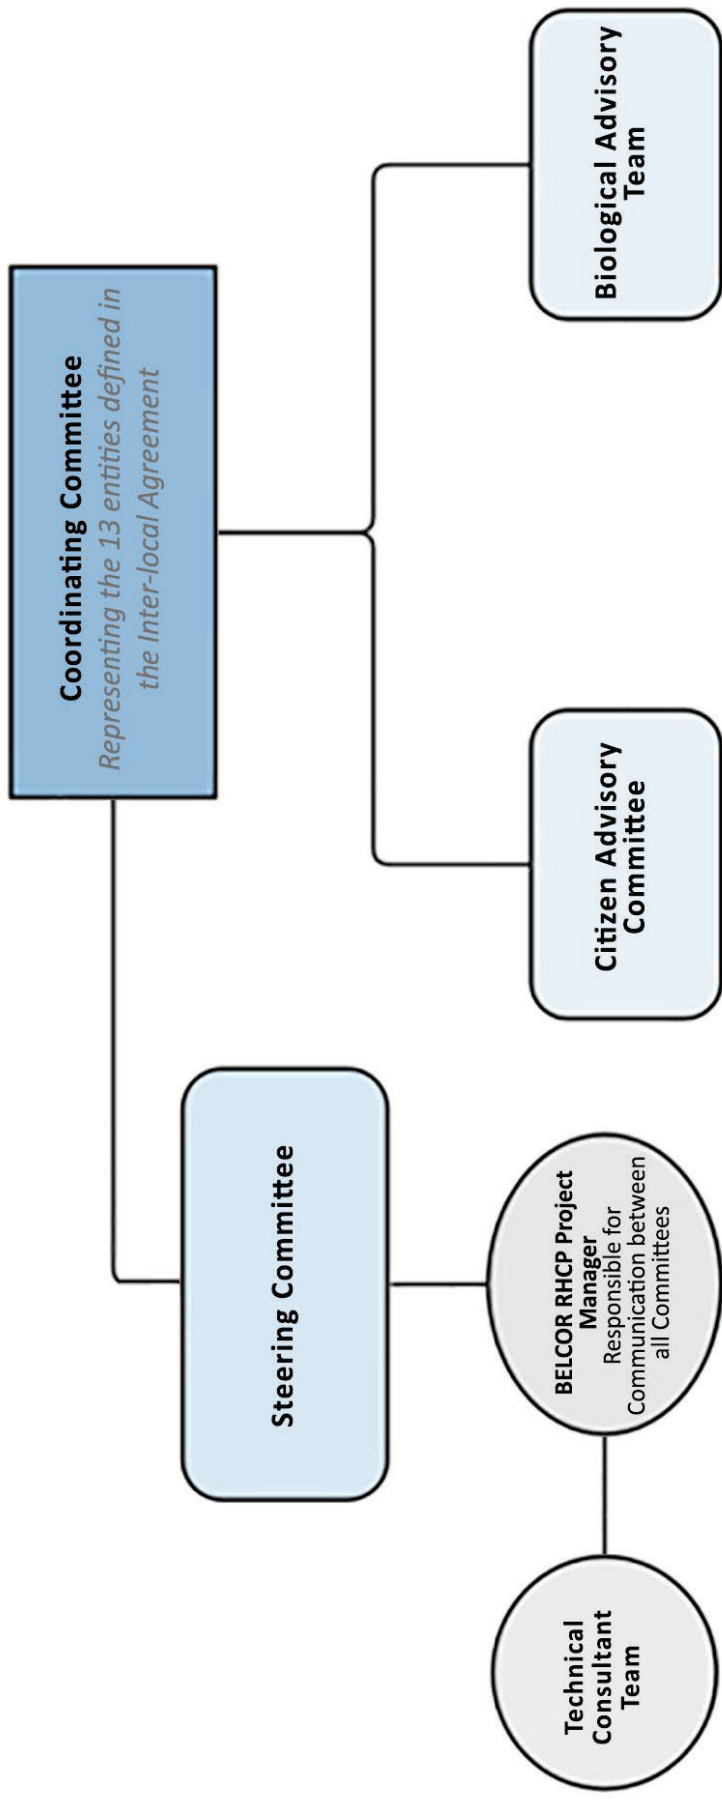 Coordinating Committee
Representing the 13 entities defined in
the Inter-local Agreement
Steering Committee
BELCOR RHCP Project
Manager
Responsible for
Communication between
all Committees
Technical
Consultant
Team
Citizen Advisory
Committee
Biological Advisory
Team